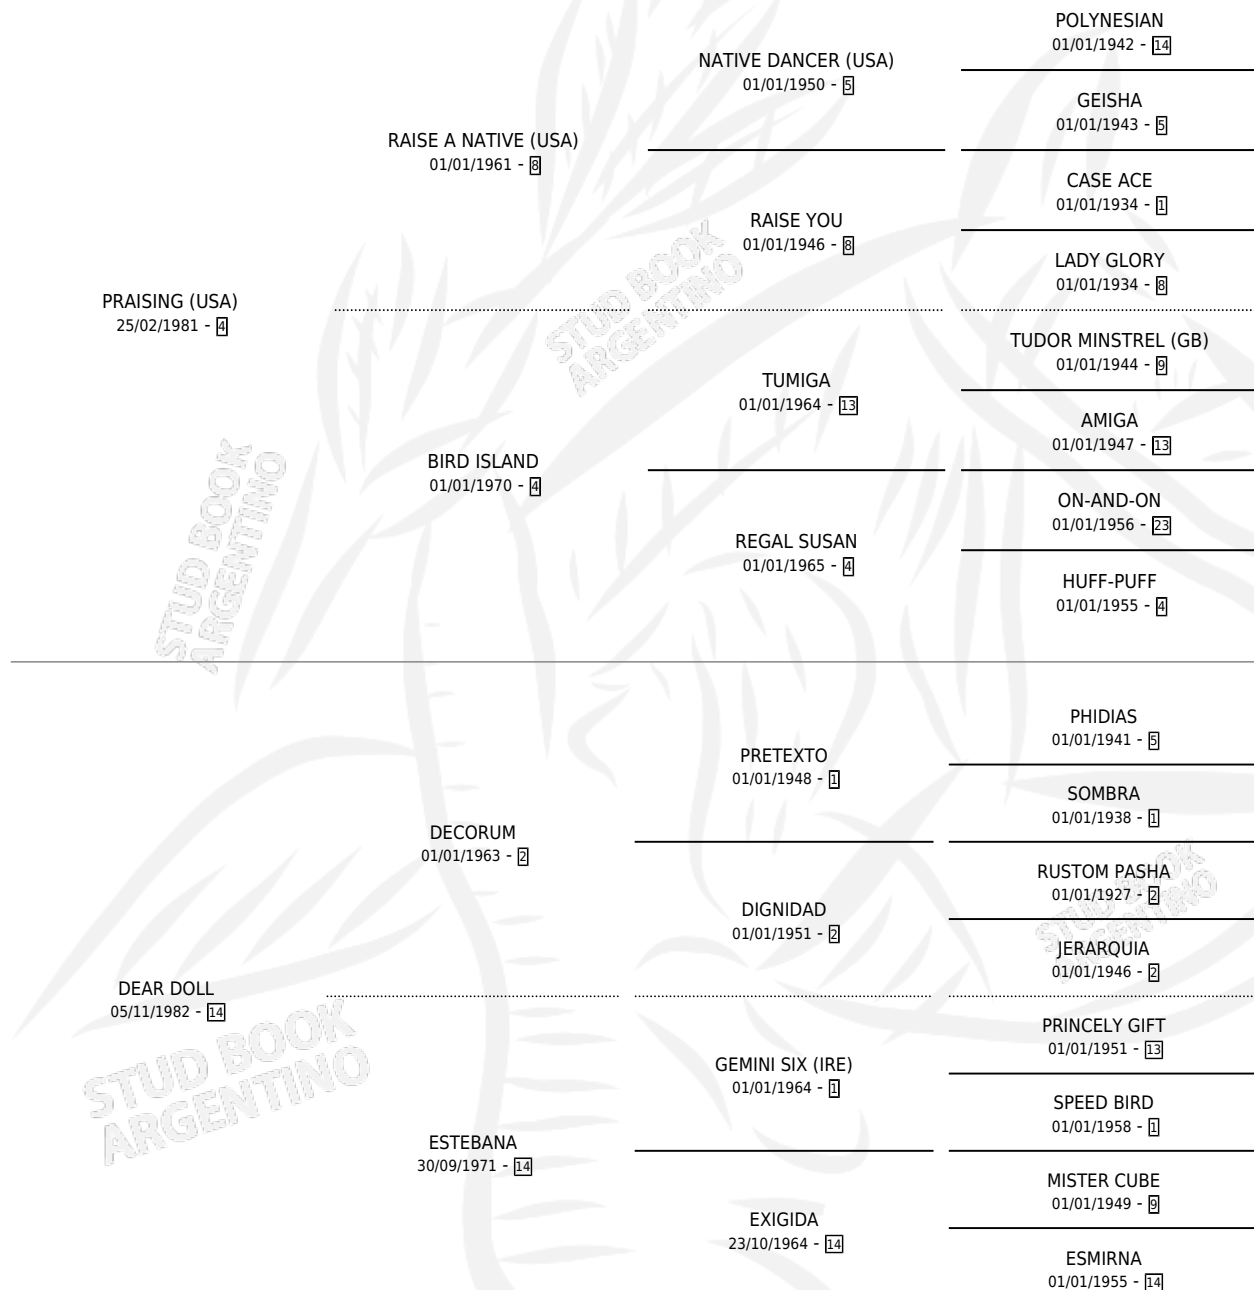 POLYNESIAN
01/01/1942 - 14
NATIVE DANCER (USA)
01/01/1950 - 5
GEISHA
01/01/1943 - 5
RAISE A NATIVE (USA)
01/01/1961 - 8
CASE ACE
01/01/1934 - 1
RAISE YOU
01/01/1946 - 8
LADY GLORY
01/01/1934 - 8
PRAISING (USA)
25/02/1981 - 4
TUDOR MINSTREL (GB)
01/01/1944 - 9
TUMIGA
01/01/1964 - 13
AMIGA
01/01/1947 - 13
BIRD ISLAND
01/01/1970 - 4
ON-AND-ON
01/01/1956 - 23
REGAL SUSAN
01/01/1965 - 4
HUFF-PUFF
01/01/1955 - 4
STUD BOOK
ARGENTINO
STUD BOOK
ARGENTINO
PHIDIAS
01/01/1941 - 5
PRETEXTO
01/01/1948 - 1
SOMBRA
01/01/1938 - 1
DECORUM
01/01/1963 - 2
RUSTOM PASHA
01/01/1927 - 2
DIGNIDAD
01/01/1951 - 2
JERARQUIA
01/01/1946 - 2
DEAR DOLL
05/11/1982 - 14
PRINCELY GIFT
01/01/1951 - 13
GEMINI SIX (IRE)
01/01/1964 - 1
SPEED BIRD
01/01/1958 - 1
ESTEBANA
30/09/1971 - 14
MISTER CUBE
01/01/1949 - 9
EXIGIDA
23/10/1964 - 14
ESMIRNA
01/01/1955 - 14
STUD BOOK
ARGENTINO
STUD BOOK
ARGENTINO